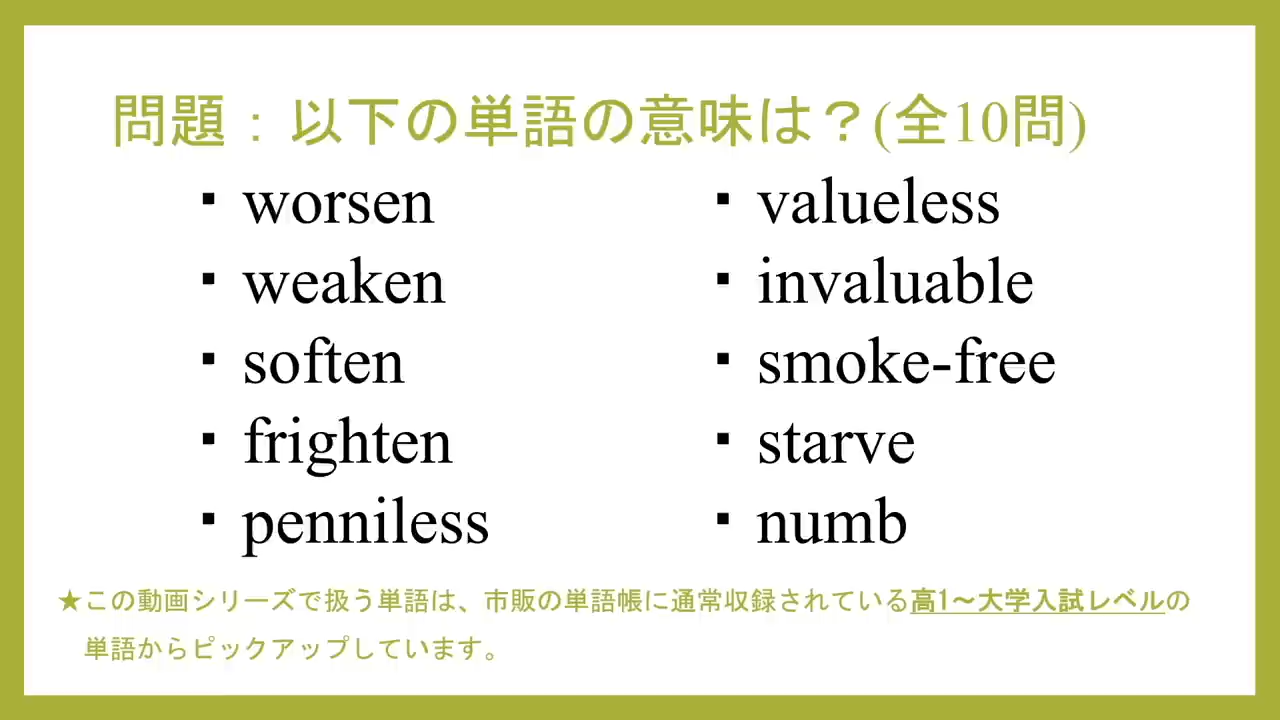 問題：以下の単語の意味は？(全10問)
・worsen
・weaken
・soften
・frighten
・penniless
・valueless
・invaluable
・smoke-free
・starve
・numb
★この動画シリーズで扱う単語は、市販の単語帳に通常収録されている高1～大学入試レベルの
単語からピックアップしています。